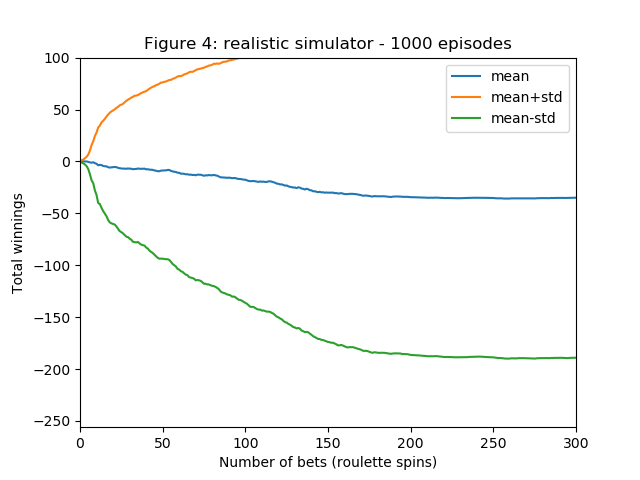 Figure 4: realistic simulator - 1000 episodes
mean
mean+std
mean-std
100
50
0
−50
−100
−150
−200
−250
Total winnings
0 50 100 150 200 250 300
Number of bets (roulette spins)